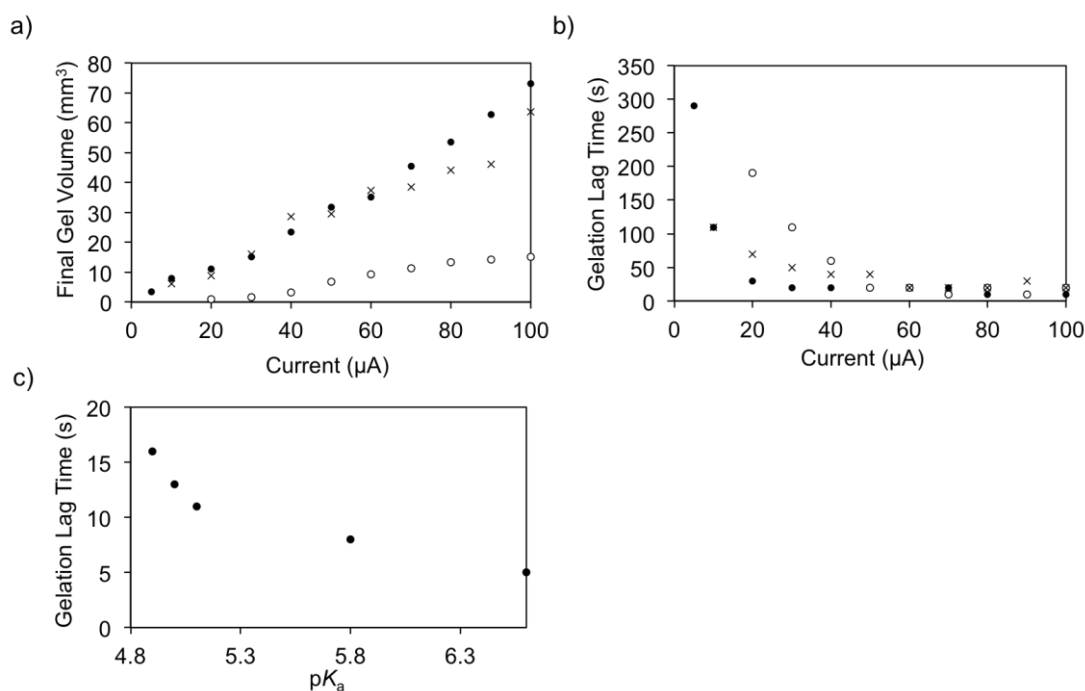 a)
Final Gel Volume (mm³)
80
70
60
50
40
30
20
10
0
0 20 40 60 80 100
Current (µA)
b)
Gelation Lag Time (s)
350
300
250
200
150
100
50
0
0 20 40 60 80 100
Current (µA)
c)
Gelation Lag Time (s)
20
15
10
5
0
4.8 5.3 5.8 6.3
pKa